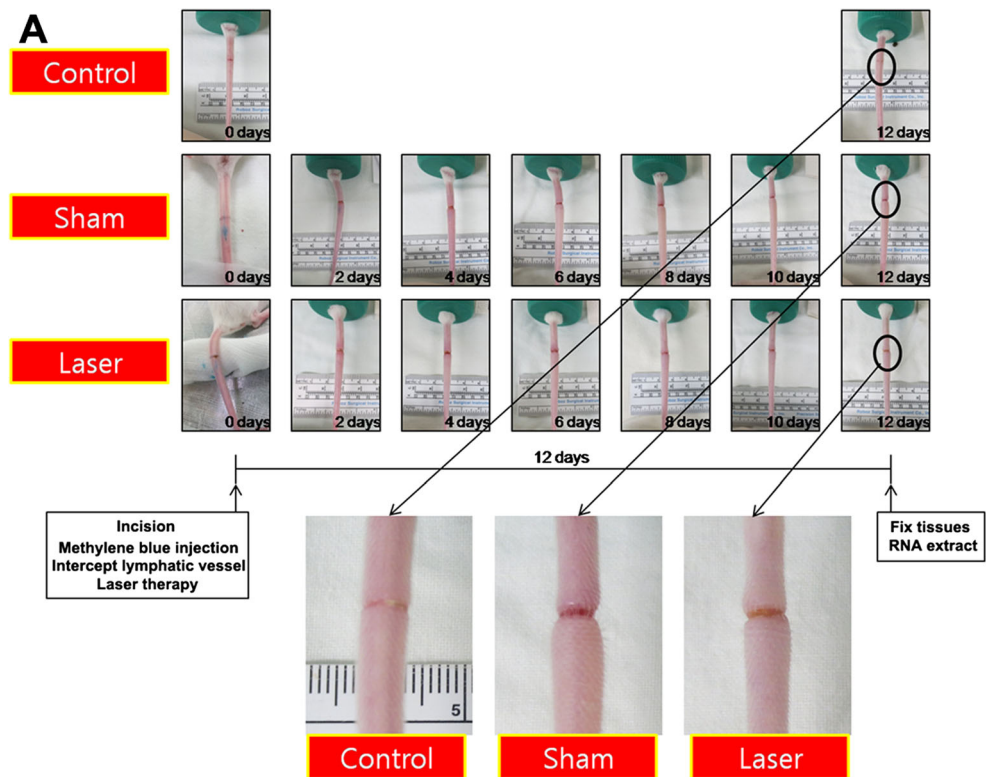 A
Control
0 days
12 days
Sham
0 days
2 days
4 days
6 days
8 days
10 days
12 days
Laser
0 days
2 days
4 days
6 days
8 days
10 days
12 days
12 days
Incision
Methylene blue injection
Intercept lymphatic vessel
Laser therapy
Fix tissues
RNA extract
5
Control
Sham
Laser